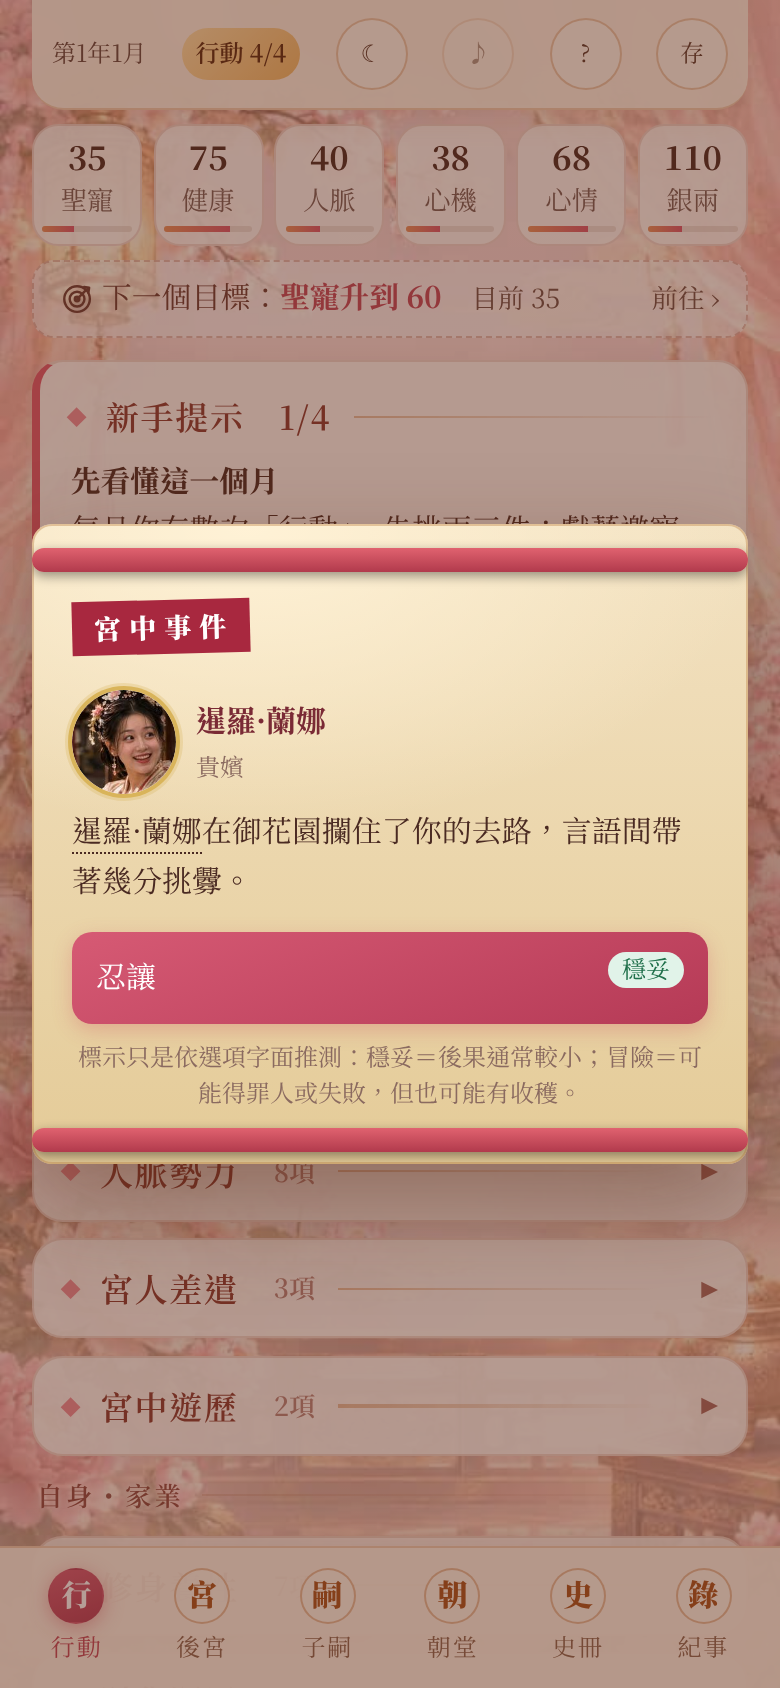 第1年1月
行動 4/4
☾
♪
?
存
35
聖寵
75
健康
40
人脈
38
心機
68
心情
110
銀兩
下一個目標：聖寵升到 60 目前 35 前往 ›
新手提示 1/4
先看懂這一個月
宮中事件
暹羅·蘭娜
貴嬪
暹羅·蘭娜在御花園攔住了你的去路，言語間帶
著幾分挑釁。
忍讓
穩妥
標示只是依選項字面推測：穩妥＝後果通常較小；冒險＝可
能得罪人或失敗，但也可能有收穫。
人脈勢力 8項
宮人差遣 3項
宮中遊歷 2項
自身・家業
行
行動
宮
後宮
嗣
子嗣
朝
朝堂
史
史冊
錄
紀事